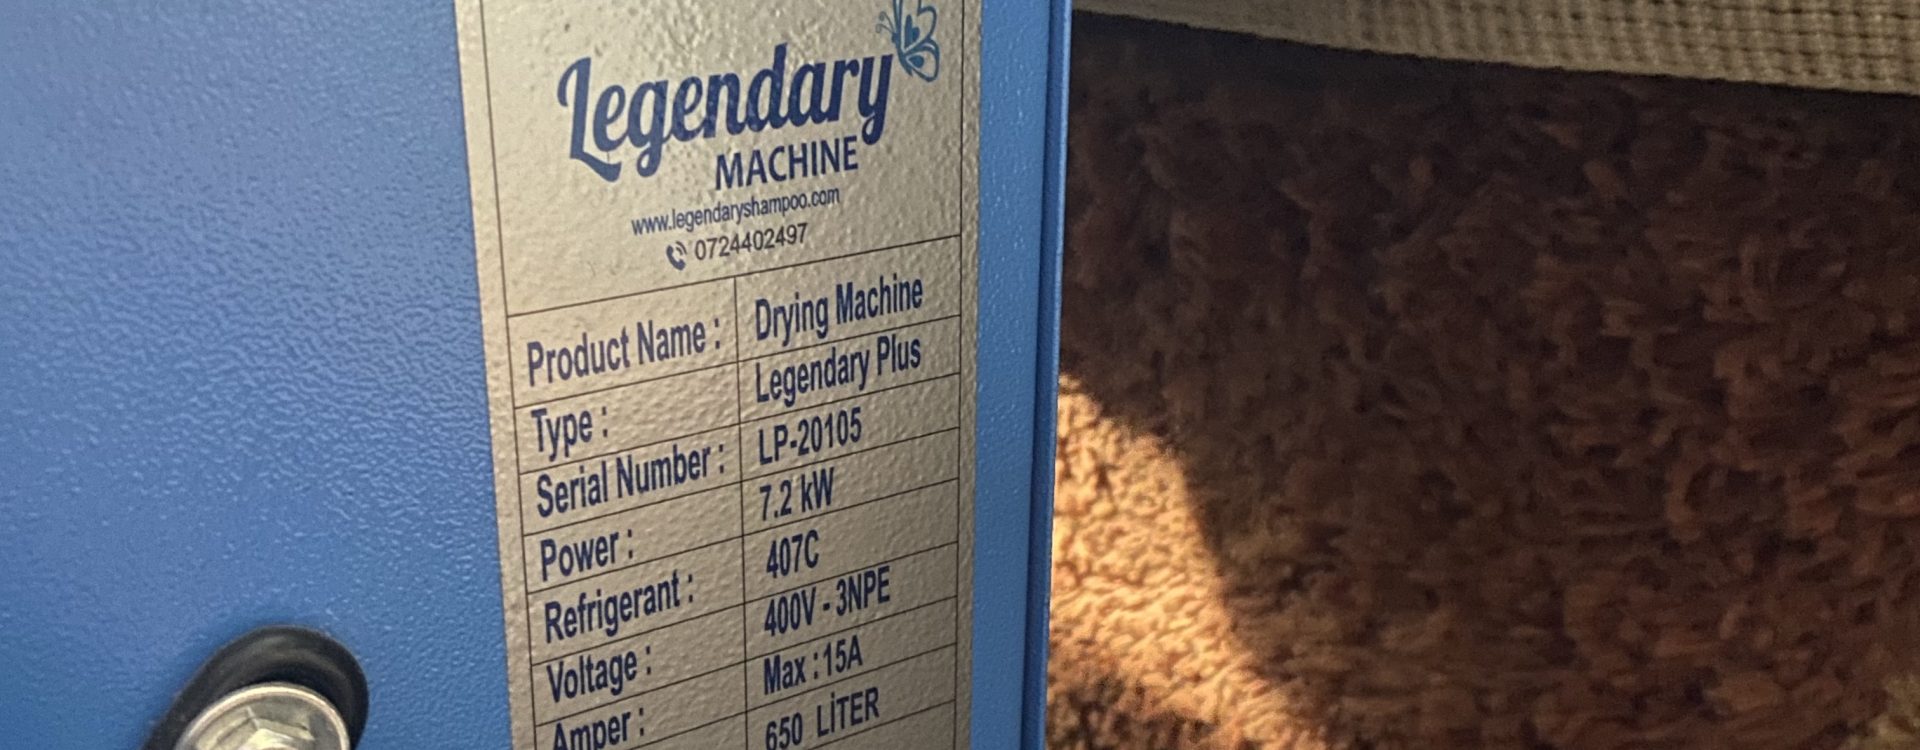 Legendary
MACHINE
www.legendaryshampoo.com
0724402497
Product Name : Drying Machine
Type : Legendary Plus
Serial Number : LP-20105
Power : 7.2 kW
Refrigerant : 407C
Voltage : 400V - 3NPE
Amper : Max : 15A
650 LİTER